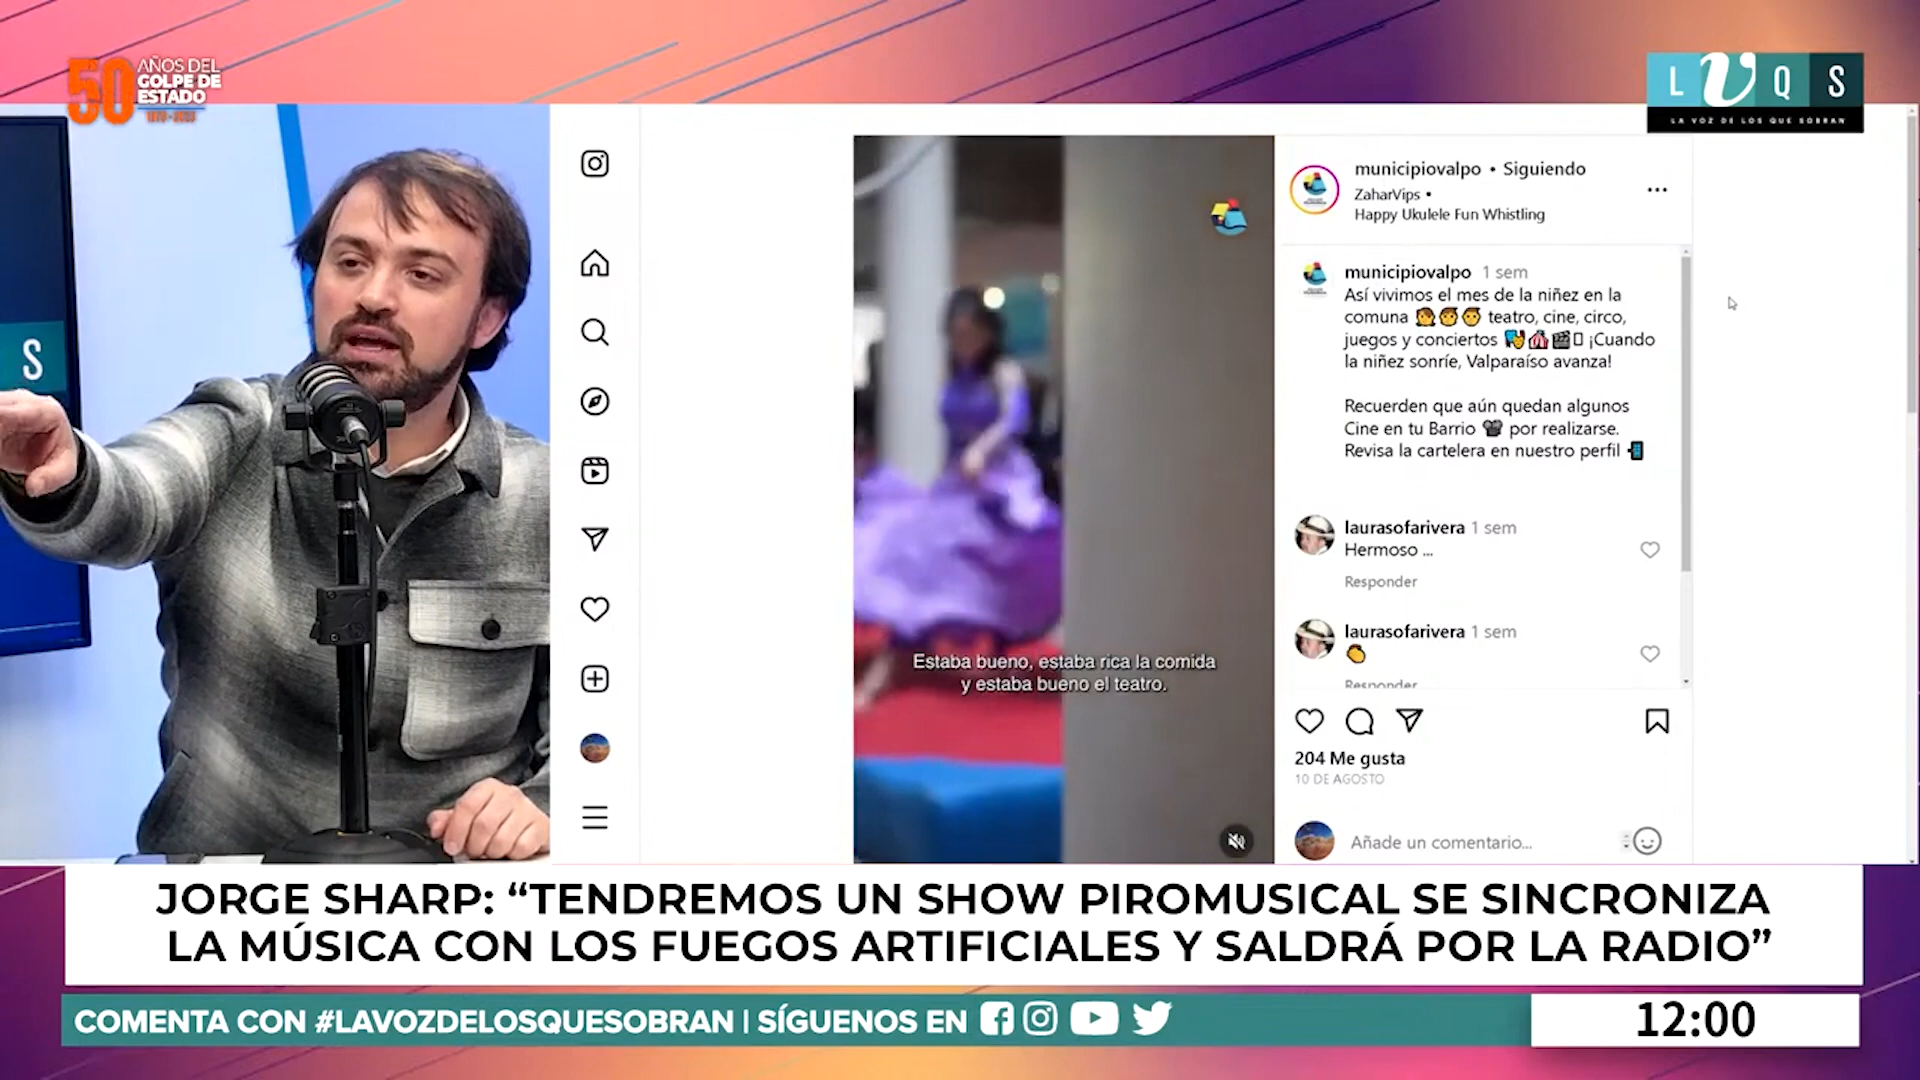 50 AÑOS DEL
GOLPE DE
ESTADO
L V Q S
LA VOZ DE LOS QUE SOBRAN
S
municipiovalpo • Siguiendo
ZaharVips •
Happy Ukulele Fun Whistling
municipiovalpo 1 sem
Así vivimos el mes de la niñez en la
comuna 👧👦👦 teatro, cine, circo,
juegos y conciertos 🎭🎪🎬▯ ¡Cuando
la niñez sonríe, Valparaíso avanza!
Recuerden que aún quedan algunos
Cine en tu Barrio 📽 por realizarse.
Revisa la cartelera en nuestro perfil 📲
laurasofarivera 1 sem
Hermoso ...
Responder
laurasofarivera 1 sem
👏
Responder
Estaba bueno, estaba rica la comida
y estaba bueno el teatro.
204 Me gusta
10 DE AGOSTO
Añade un comentario...
JORGE SHARP: “TENDREMOS UN SHOW PIROMUSICAL SE SINCRONIZA
LA MÚSICA CON LOS FUEGOS ARTIFICIALES Y SALDRÁ POR LA RADIO”
COMENTA CON #LAVOZDELOSQUESOBRAN | SÍGUENOS EN
12:00